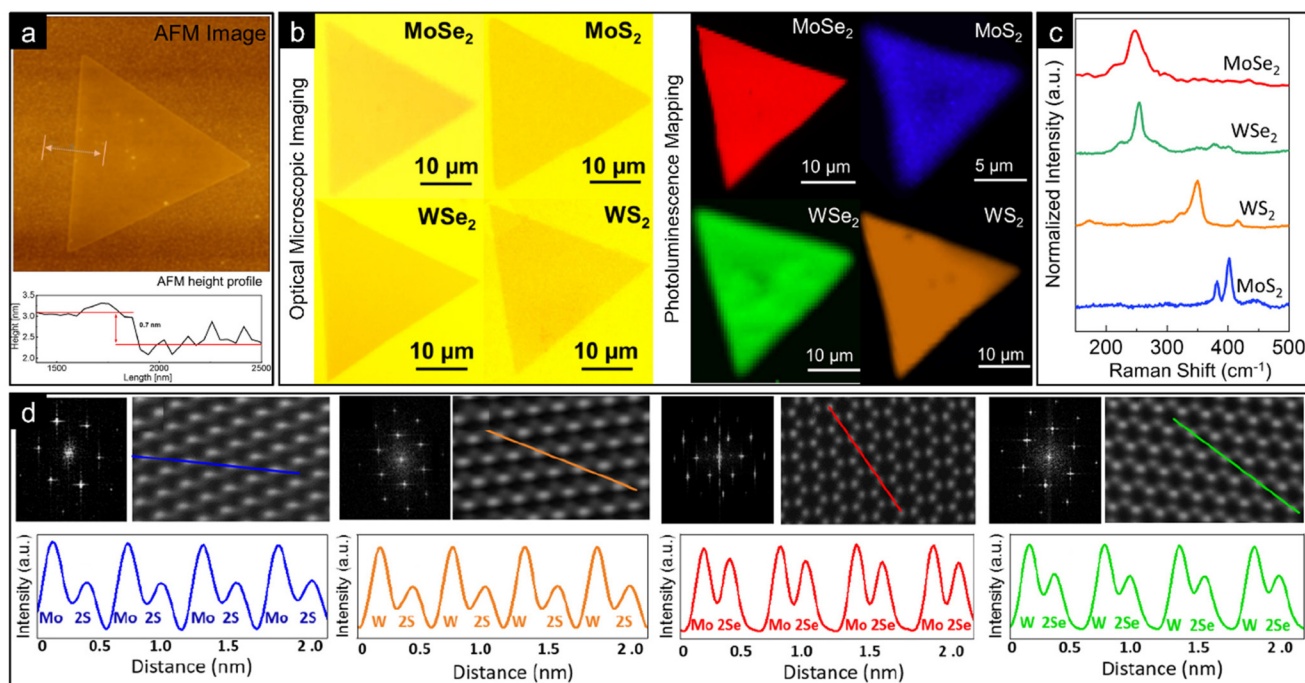 a
AFM Image
AFM height profile
Height [nm]
3.5
3.0
2.5
2.0
0.7 nm
1500
2000
2500
Length [nm]
b
Optical Microscopic Imaging
MoSe₂
10 µm
MoS₂
10 µm
WSe₂
10 µm
WS₂
10 µm
Photoluminescence Mapping
MoSe₂
10 µm
MoS₂
5 µm
WSe₂
10 µm
WS₂
10 µm
c
Normalized Intensity (a.u.)
MoSe₂
WSe₂
WS₂
MoS₂
200
300
400
500
Raman Shift (cm⁻¹)
d
Intensity (a.u.)
Mo 2S Mo 2S Mo 2S Mo 2S
0 0.5 1.0 1.5 2.0
Distance (nm)
Intensity (a.u.)
W 2S W 2S W 2S W 2S
0 0.5 1.0 1.5 2.0
Distance (nm)
Intensity (a.u.)
Mo 2Se Mo 2Se Mo 2Se Mo 2Se
0 0.5 1.0 1.5 2.0
Distance (nm)
Intensity (a.u.)
W 2Se W 2Se W 2Se W 2Se
0 0.5 1.0 1.5 2.0
Distance (nm)